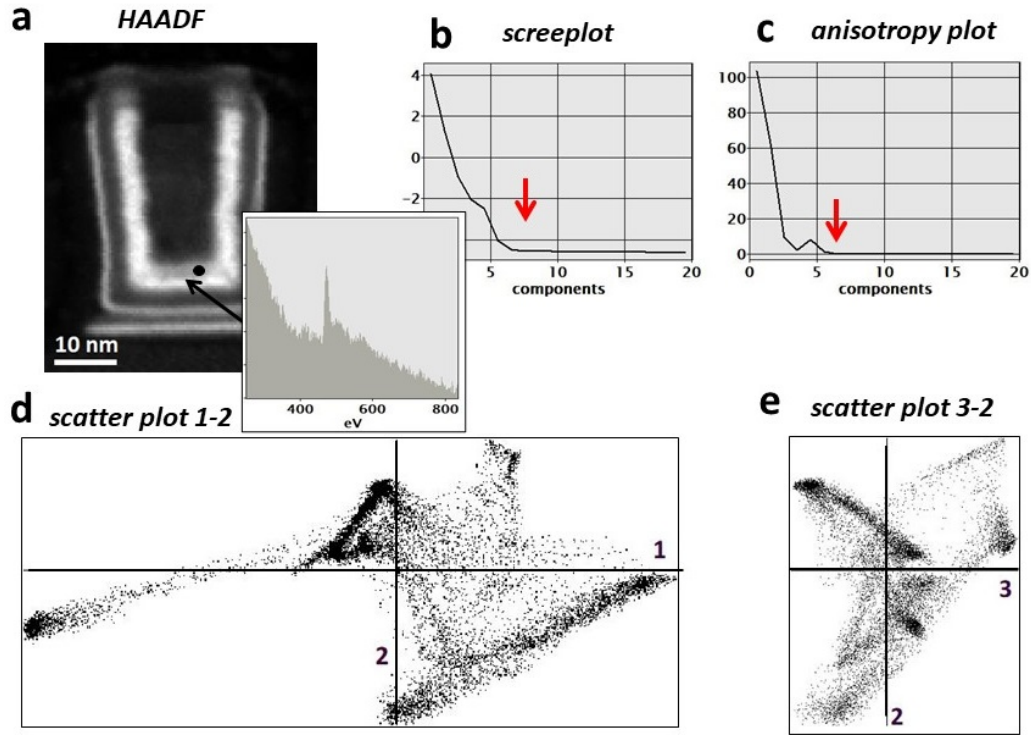 a HAADF
10 nm
400 600 800
eV
b screeplot
4
2
0
-2
5 10 15 20
components
c anisotropy plot
100
80
60
40
20
0
0 5 10 15 20
components
d scatter plot 1-2
1
2
e scatter plot 3-2
3
2